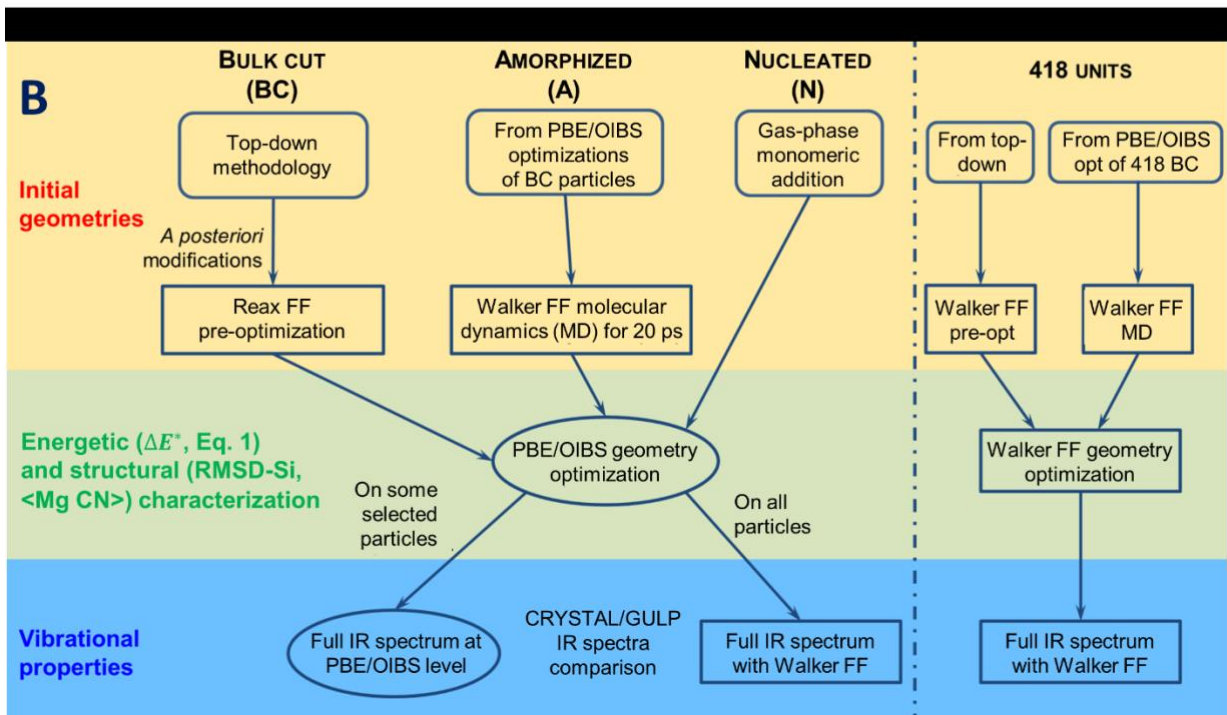 B
BULK CUT
(BC)
AMORPHIZED
(A)
NUCLEATED
(N)
418 UNITS
Initial
geometries
Top-down
methodology
From PBE/OIBS
optimizations
of BC particles
Gas-phase
monomeric
addition
From top-
down
From PBE/OIBS
opt of 418 BC
A posteriori
modifications
Reax FF
pre-optimization
Walker FF molecular
dynamics (MD) for 20 ps
Walker FF
pre-opt
Walker FF
MD
Energetic (ΔE*, Eq. 1)
and structural (RMSD-Si,
<Mg CN>) characterization
PBE/OIBS geometry
optimization
Walker FF geometry
optimization
On some
selected
particles
On all
particles
Vibrational
properties
Full IR spectrum at
PBE/OIBS level
CRYSTAL/GULP
IR spectra
comparison
Full IR spectrum
with Walker FF
Full IR spectrum
with Walker FF